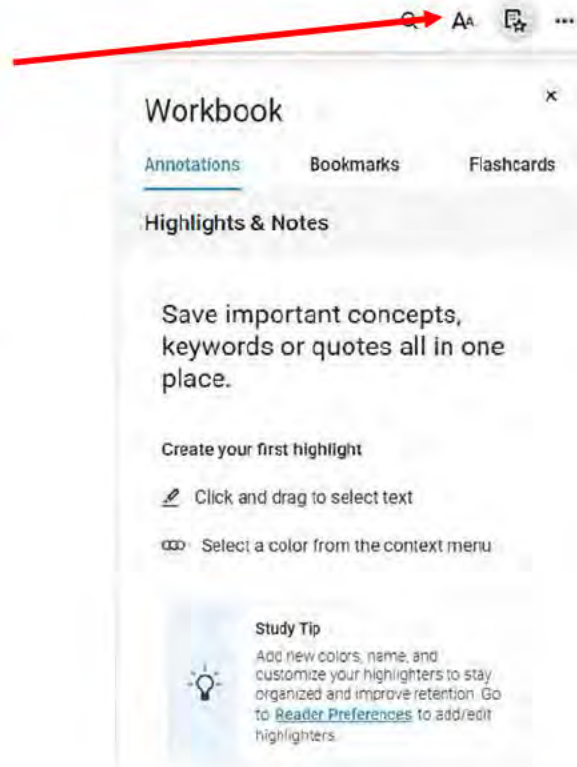 AA
Workbook ×
Annotations Bookmarks Flashcards
Highlights & Notes
Save important concepts,
keywords or quotes all in one
place.
Create your first highlight
Click and drag to select text
Select a color from the context menu
Study Tip
Add new colors, name, and
customize your highlighters to stay
organized and improve retention. Go
to Reader Preferences to add/edit
highlighters.